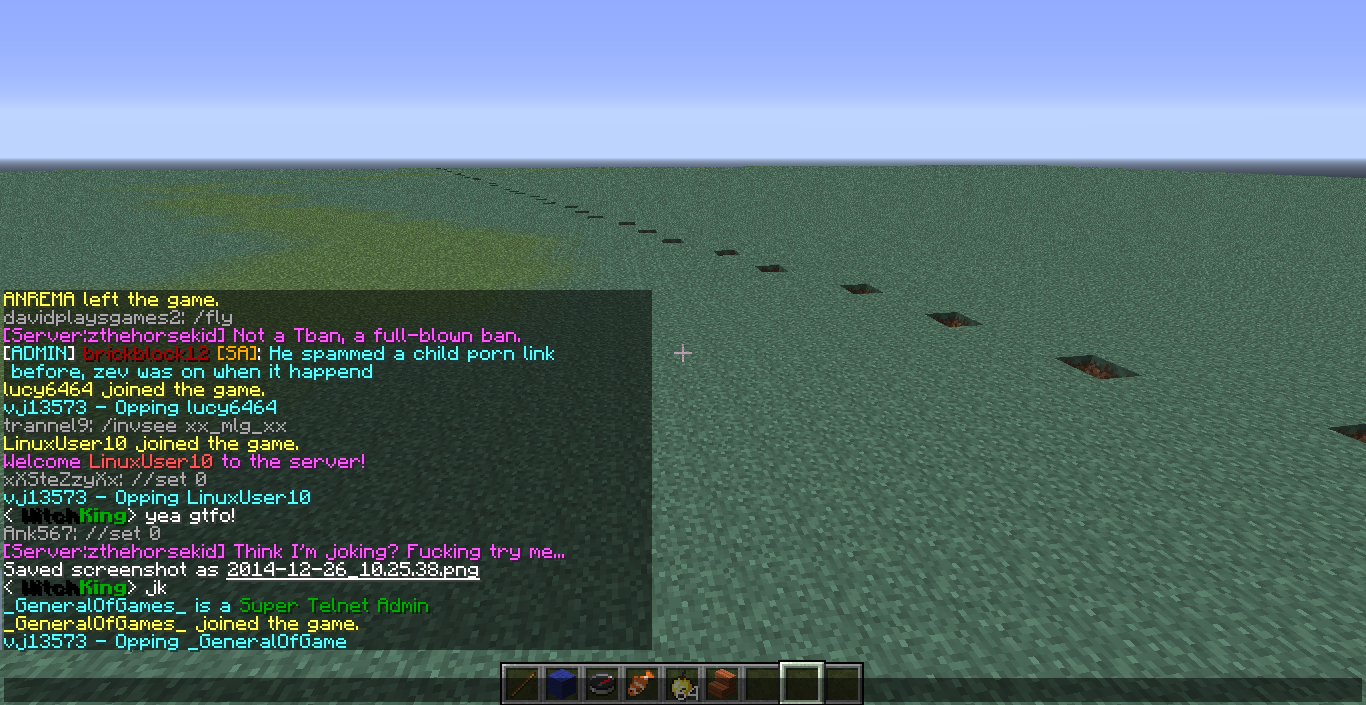 ANREMA left the game.
davidplaysgames2: /fly
[Server:zthehorsekid] Not a Tban, a full-blown ban.
[ADMIN] brickblock12 [SA]: He spammed a child porn link
before, zev was on when it happend
lucy6464 joined the game.
vj13573 - Opping lucy6464
trannel9: /invsee xx_mlg_xx
LinuxUser10 joined the game.
Welcome LinuxUser10 to the server!
xXSteZzyXx: //set 0
vj13573 - Opping LinuxUser10
< WitchKing> yea gtfo!
Ank567: //set 0
[Server:zthehorsekid] Think I'm joking? Fucking try me...
Saved screenshot as 2014-12-26_10.25.38.png
< WitchKing> jk
_GeneralOfGames_ is a Super Telnet Admin
_GeneralOfGames_ joined the game.
vj13573 - Opping _GeneralOfGame
64